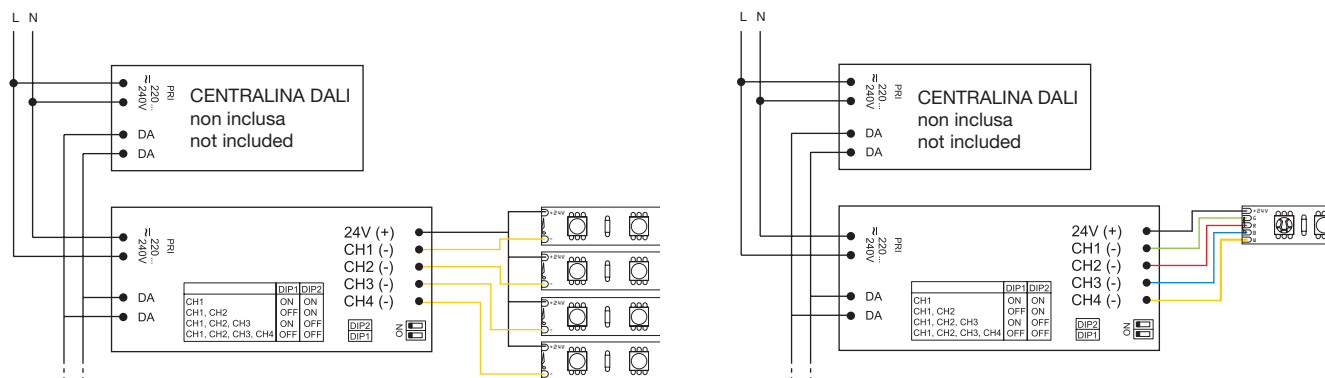 L N
≈ 220... 240V PRI
CENTRALINA DALI
non inclusa
not included
DA
DA
≈ 220... 240V PRI
DA
DA
DIP1 DIP2
CH1 ON ON
CH1, CH2 OFF ON
CH1, CH2, CH3 ON OFF
CH1, CH2, CH3, CH4 OFF OFF
DIP2
DIP1
ON
24V (+)
CH1 (-)
CH2 (-)
CH3 (-)
CH4 (-)
+24V
-
+24V
-
+24V
-
+24V
-
L N
≈ 220... 240V PRI
CENTRALINA DALI
non inclusa
not included
DA
DA
≈ 220... 240V PRI
DA
DA
DIP1 DIP2
CH1 ON ON
CH1, CH2 OFF ON
CH1, CH2, CH3 ON OFF
CH1, CH2, CH3, CH4 OFF OFF
DIP2
DIP1
ON
24V (+)
CH1 (-)
CH2 (-)
CH3 (-)
CH4 (-)
+24V
G
R
B
W